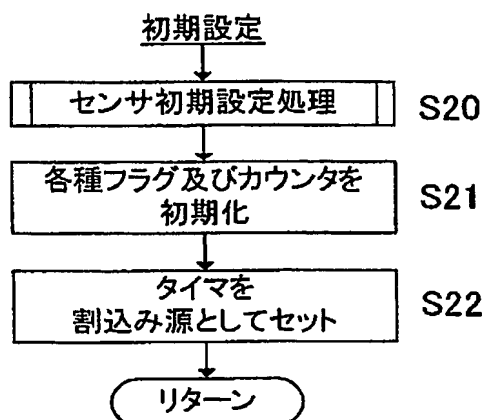 初期設定
センサ初期設定処理
S20
各種フラグ及びカウンタを
初期化
S21
タイマを
割込み源としてセット
S22
リターン